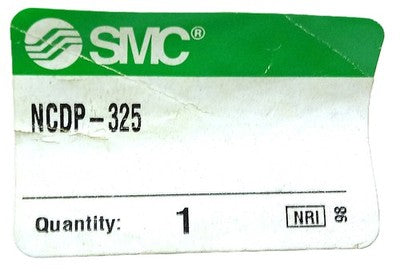 SMC®
NCDP-325
Quantity: 1 NRI 98